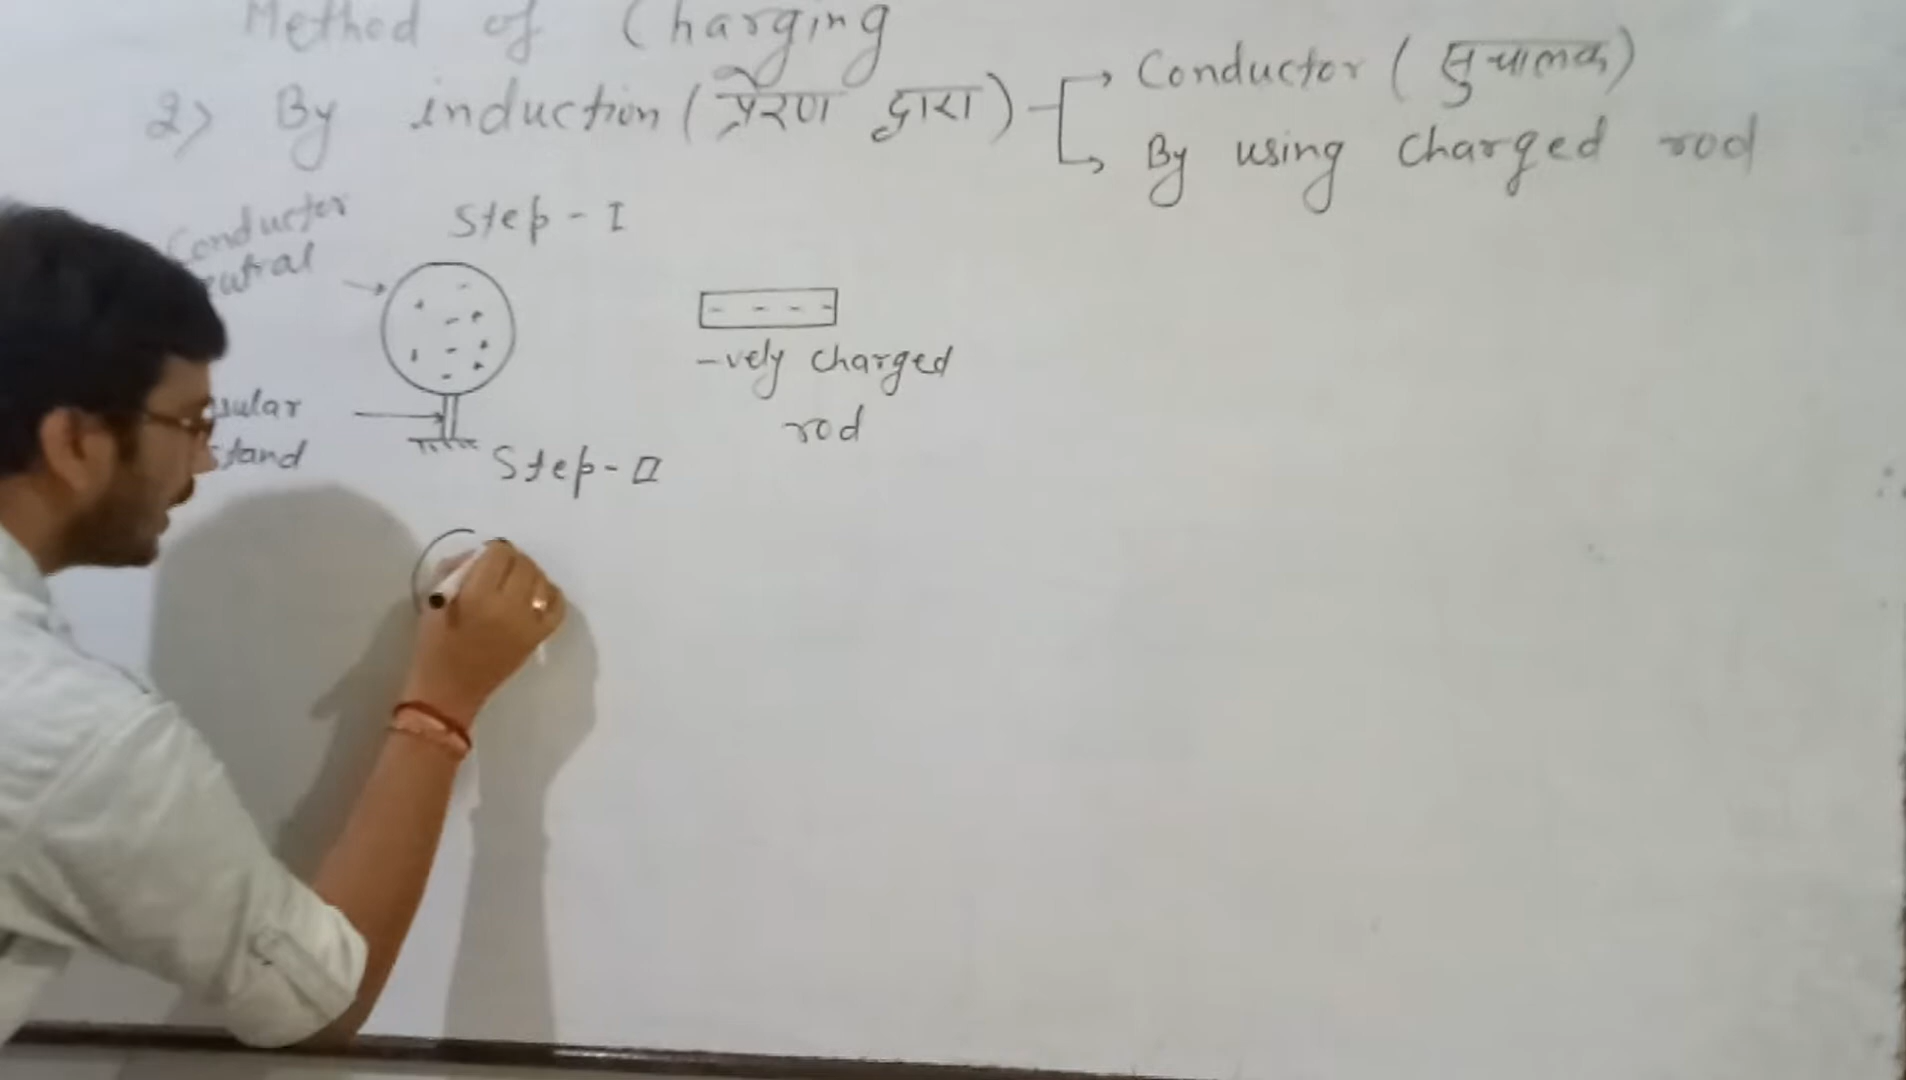 Method of Charging
2) By induction (प्रेरण द्वारा) → Conductor (सुचालक)
→ By using charged rod
Step - I
Conductor
→
- - - -
-vely charged
rod
stand
Step - II